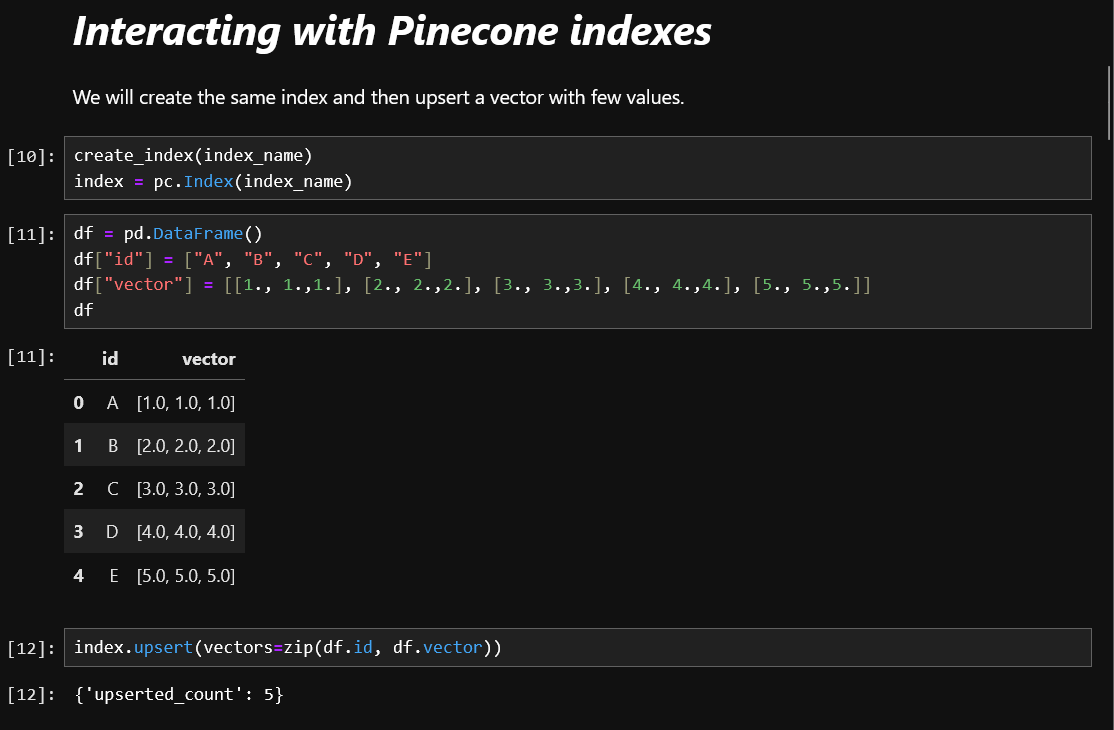 Interacting with Pinecone indexes
We will create the same index and then upsert a vector with few values.
[10]: create_index(index_name)
index = pc.Index(index_name)
[11]: df = pd.DataFrame()
df["id"] = ["A", "B", "C", "D", "E"]
df["vector"] = [[1., 1.,1.], [2., 2.,2.], [3., 3.,3.], [4., 4.,4.], [5., 5.,5.]]
df
[11]: id vector
0 A [1.0, 1.0, 1.0]
1 B [2.0, 2.0, 2.0]
2 C [3.0, 3.0, 3.0]
3 D [4.0, 4.0, 4.0]
4 E [5.0, 5.0, 5.0]
[12]: index.upsert(vectors=zip(df.id, df.vector))
[12]: {'upserted_count': 5}